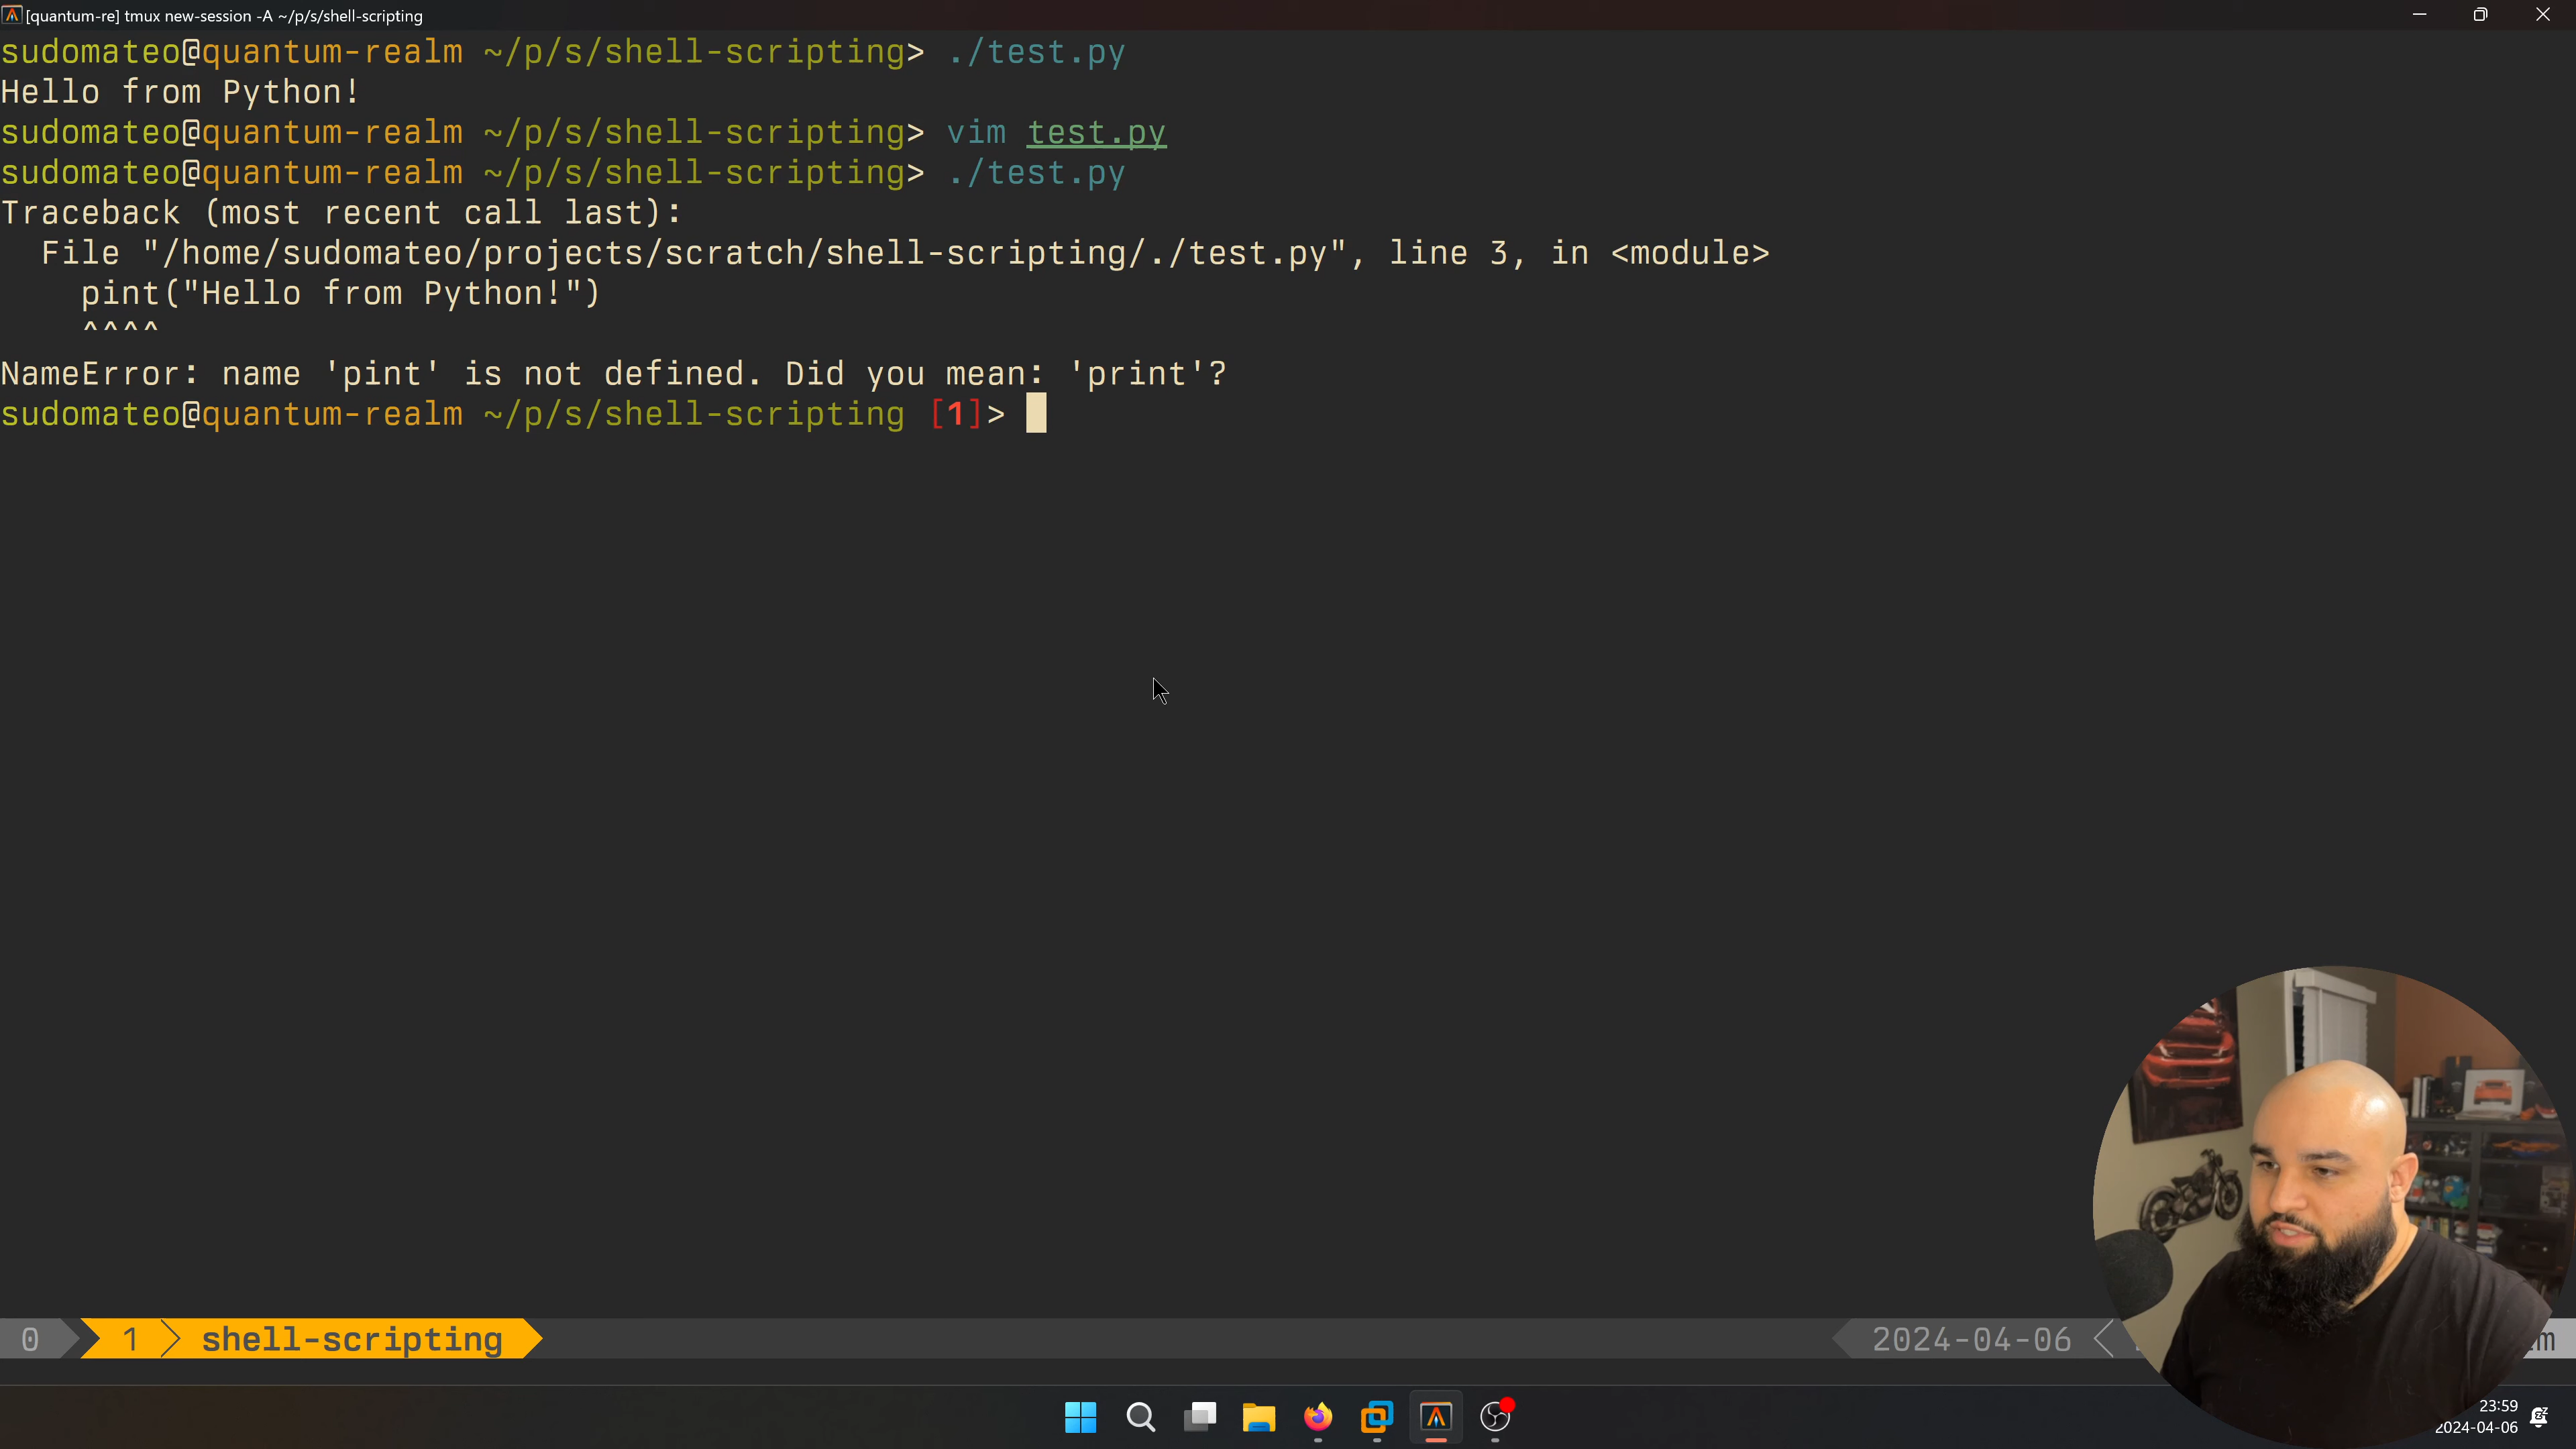 [quantum-re] tmux new-session -A ~/p/s/shell-scripting
sudomateo@quantum-realm ~/p/s/shell-scripting> ./test.py
Hello from Python!
sudomateo@quantum-realm ~/p/s/shell-scripting> vim test.py
sudomateo@quantum-realm ~/p/s/shell-scripting> ./test.py
Traceback (most recent call last):
  File "/home/sudomateo/projects/scratch/shell-scripting/./test.py", line 3, in <module>
    pint("Hello from Python!")
    ^^^^
NameError: name 'pint' is not defined. Did you mean: 'print'?
sudomateo@quantum-realm ~/p/s/shell-scripting [1]>
0 1 shell-scripting 2024-04-06
23:59
2024-04-06